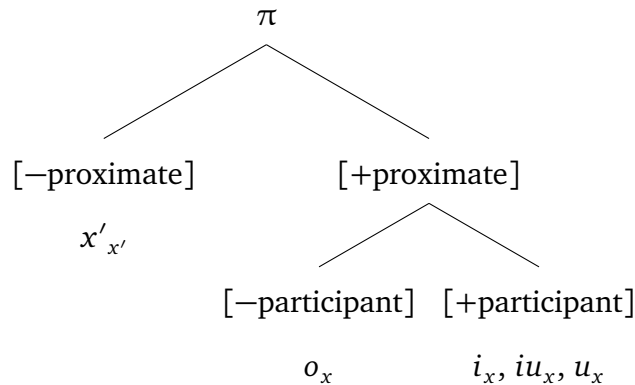 π
[−proximate] [+proximate]
x′ₓ′
[−participant] [+participant]
oₓ iₓ, iuₓ, uₓ